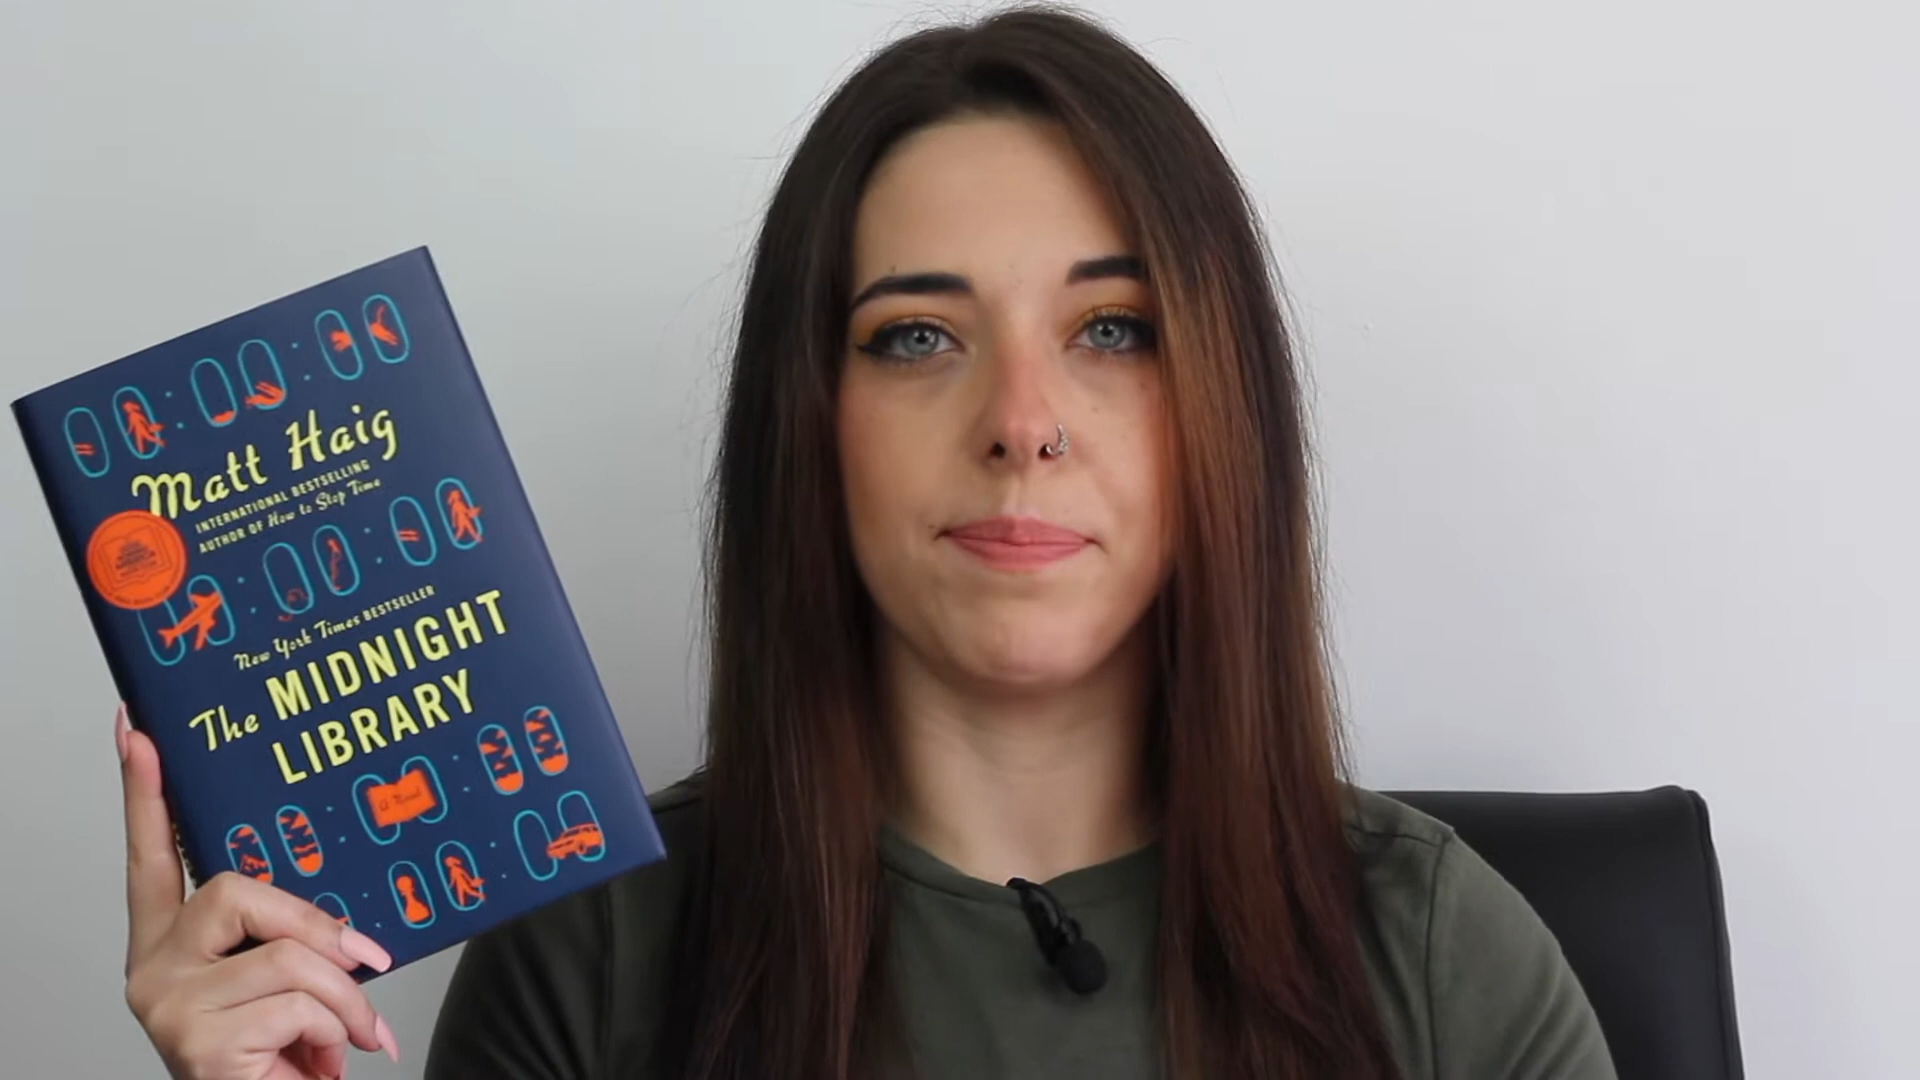 Matt Haig
INTERNATIONAL BESTSELLING
AUTHOR OF How to Stop Time
New York Times BESTSELLER
The MIDNIGHT
LIBRARY
A Novel